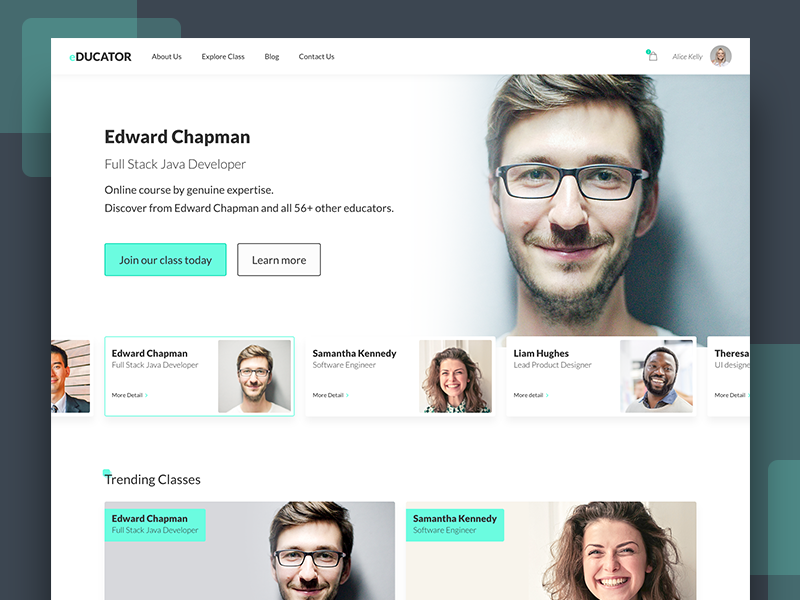 eDUCATOR
About Us
Explore Class
Blog
Contact Us
Alice Kelly
Edward Chapman
Full Stack Java Developer
Online course by genuine expertise.
Discover from Edward Chapman and all 56+ other educators.
Join our class today
Learn more
Edward Chapman
Full Stack Java Developer
More Detail
Samantha Kennedy
Software Engineer
More Detail
Liam Hughes
Lead Product Designer
More detail
Theresa
UI designe
More Detail
Trending Classes
Edward Chapman
Full Stack Java Developer
Samantha Kennedy
Software Engineer